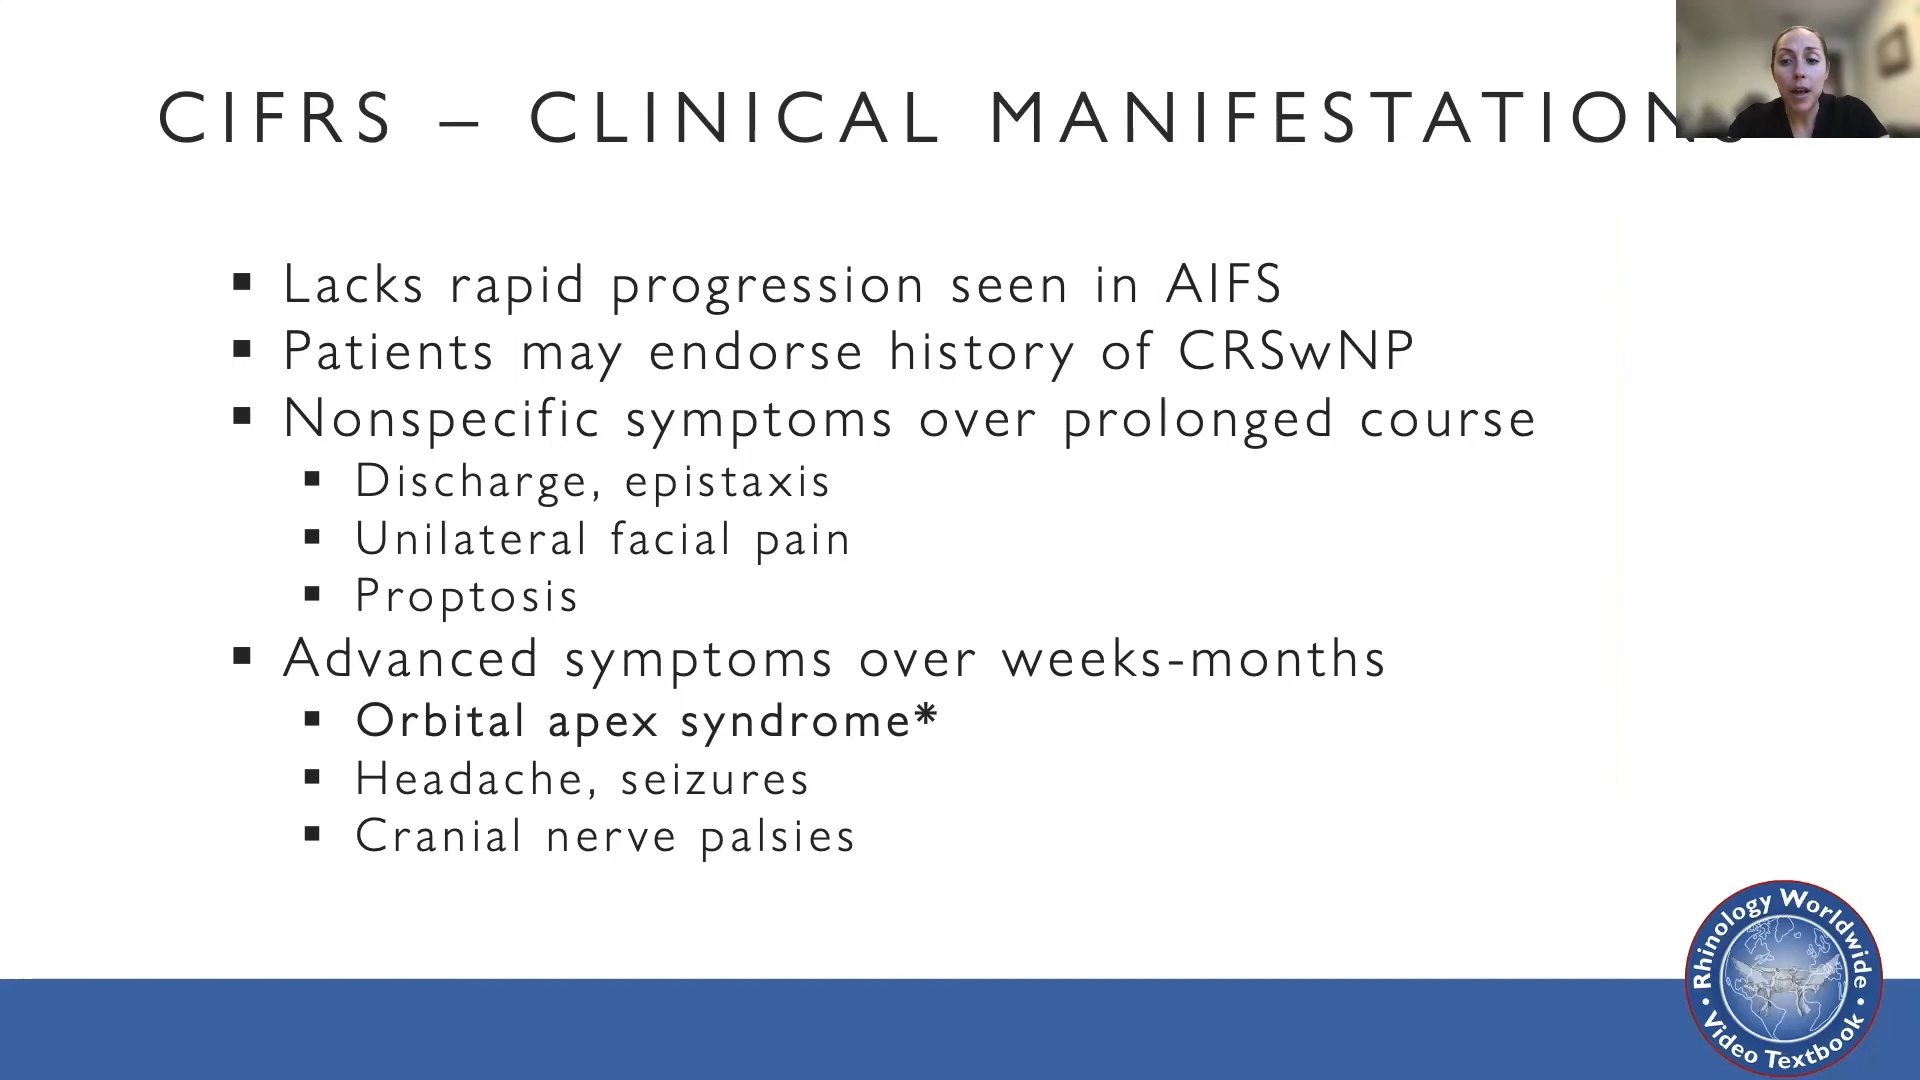 CIFRS – CLINICAL MANIFESTATIONS
▪ Lacks rapid progression seen in AIFS
▪ Patients may endorse history of CRSwNP
▪ Nonspecific symptoms over prolonged course
▪ Discharge, epistaxis
▪ Unilateral facial pain
▪ Proptosis
▪ Advanced symptoms over weeks-months
▪ Orbital apex syndrome*
▪ Headache, seizures
▪ Cranial nerve palsies
Rhinology Worldwide
• Video Textbook •